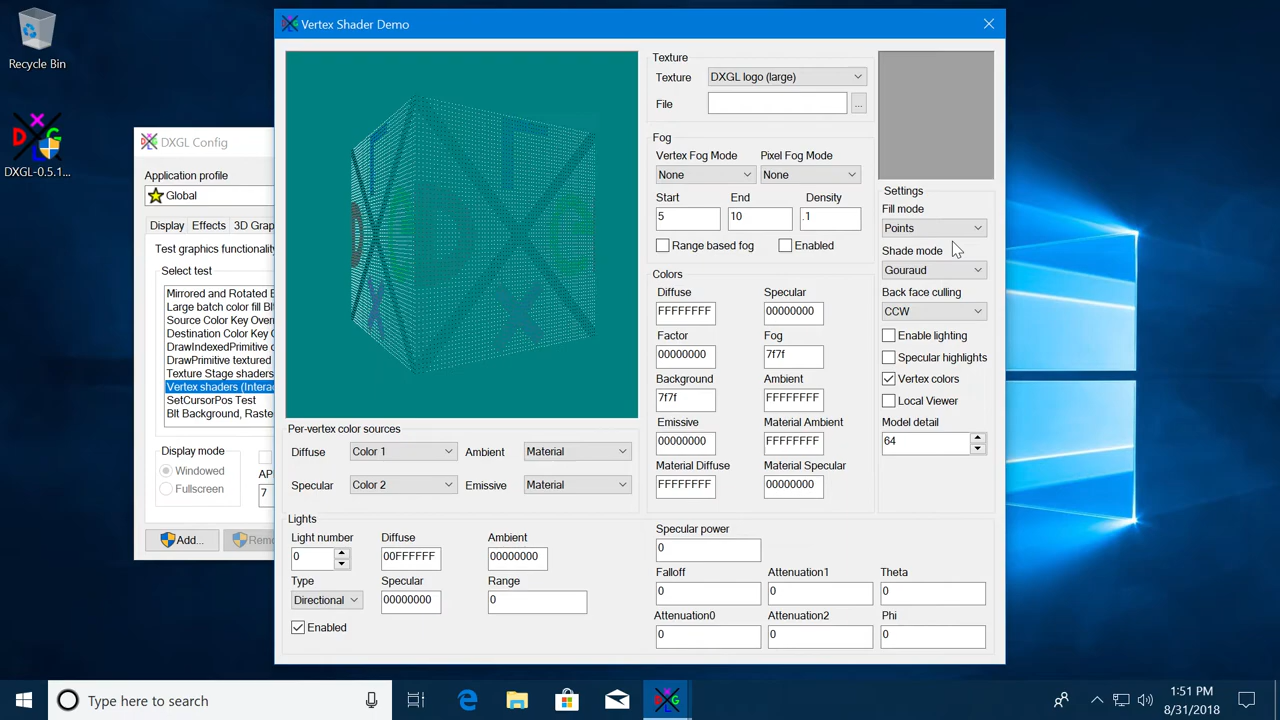 Recycle Bin
DXGL-0.5.1...
DXGL Config
Application profile
Global
Display Effects 3D Grap
Test graphics functionality
Select test
Mirrored and Rotated B
Large batch color fill Bl
Source Color Key Over
Destination Color Key O
DrawIndexedPrimitive c
DrawPrimitive textured
Texture Stage shaders
Vertex shaders (Interac
SetCursorPos Test
Blt Background, Raste
Display mode
Windowed
Fullscreen
AP
7
Add...
Remo
Vertex Shader Demo
Texture
Texture DXGL logo (large)
File ...
Fog
Vertex Fog Mode Pixel Fog Mode
None None
Start End Density
5 10 .1
Range based fog Enabled
Colors
Diffuse Specular
FFFFFFFF 00000000
Factor Fog
00000000 7f7f
Background Ambient
7f7f FFFFFFFF
Emissive Material Ambient
00000000 FFFFFFFF
Material Diffuse Material Specular
FFFFFFFF 00000000
Settings
Fill mode
Points
Shade mode
Gouraud
Back face culling
CCW
Enable lighting
Specular highlights
Vertex colors
Local Viewer
Model detail
64
Per-vertex color sources
Diffuse Color 1 Ambient Material
Specular Color 2 Emissive Material
Lights
Light number Diffuse Ambient
0 00FFFFFF 00000000
Type Specular Range
Directional 00000000 0
Enabled
Specular power
0
Falloff Attenuation1 Theta
0 0 0
Attenuation0 Attenuation2 Phi
0 0 0
Type here to search
1:51 PM
8/31/2018